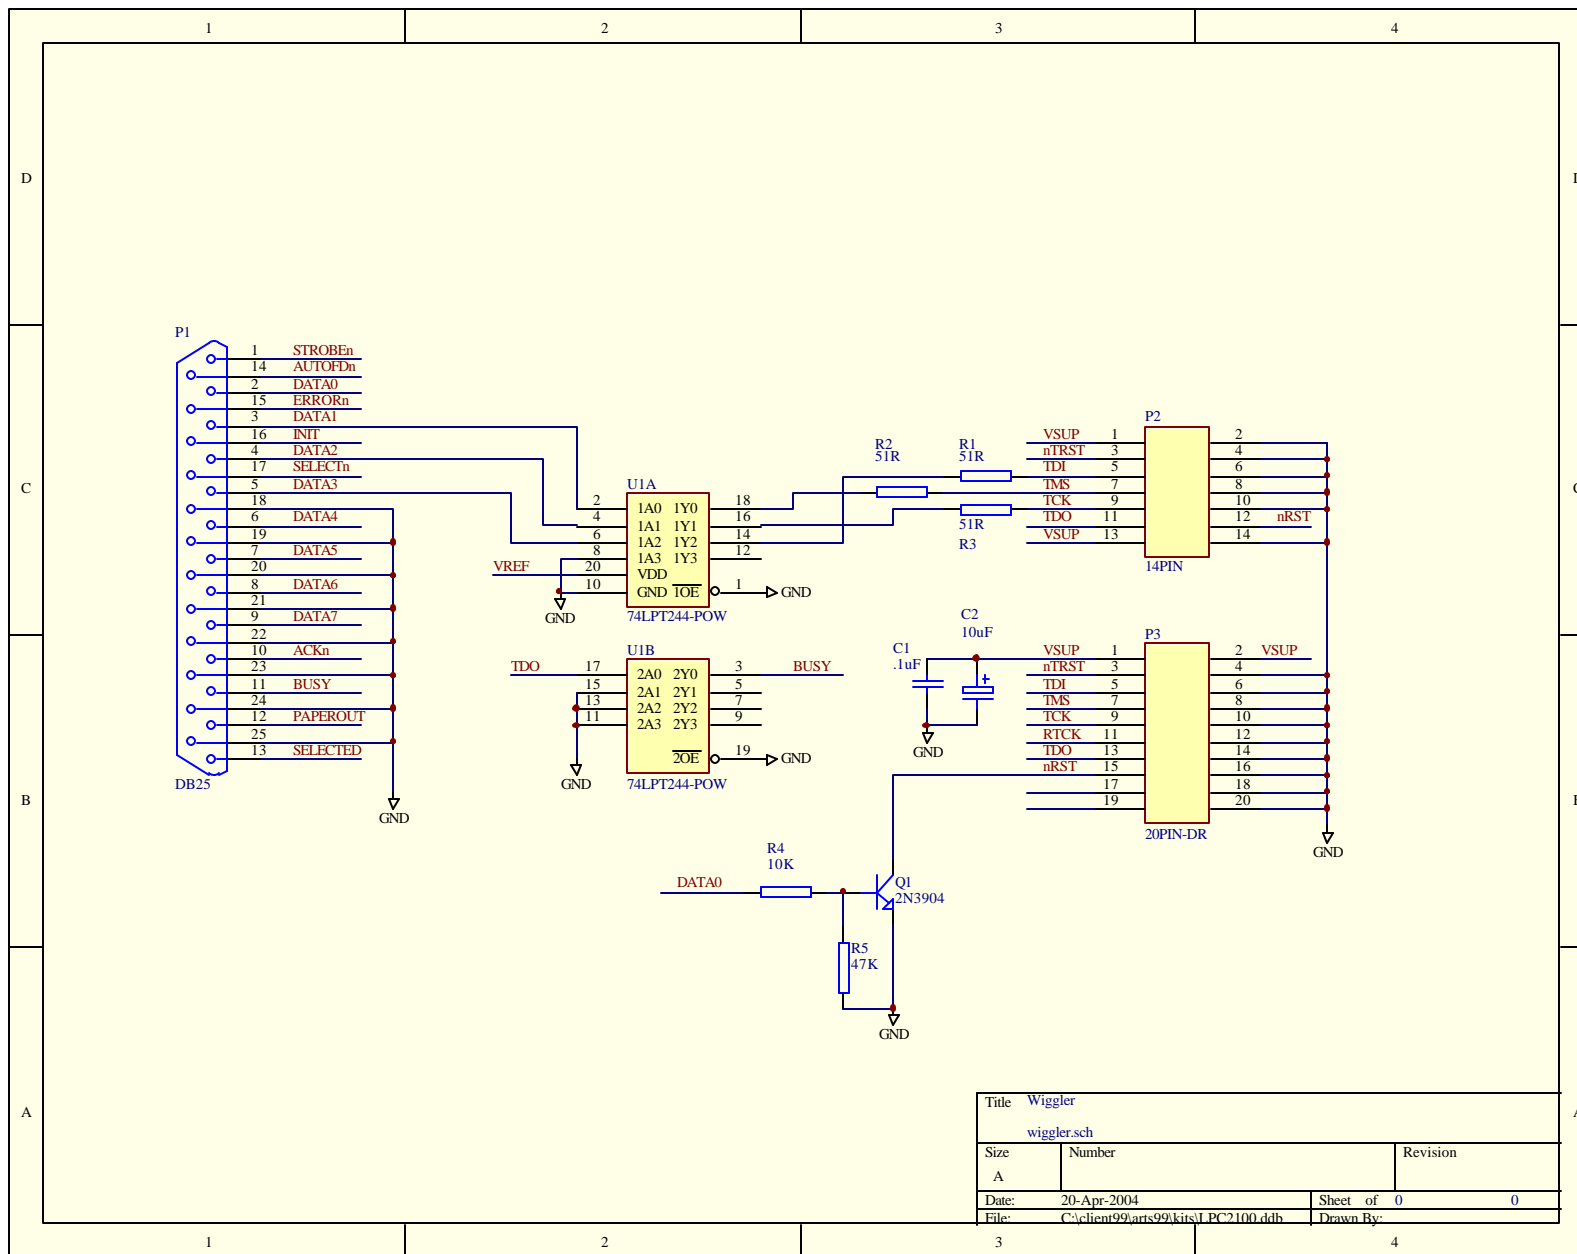 1 2 3 4
D
C
B
A
P1
1 STROBEn
14 AUTOFDn
2 DATA0
15 ERRORn
3 DATA1
16 INIT
4 DATA2
17 SELECTn
5 DATA3
18
6 DATA4
19
7 DATA5
20
8 DATA6
21
9 DATA7
22
10 ACKn
23
11 BUSY
24
12 PAPEROUT
25
13 SELECTED
DB25
GND
U1A
2 1A0 1Y0 18
4 1A1 1Y1 16
6 1A2 1Y2 14
8 1A3 1Y3 12
VREF 20 VDD
10 GND 1OE 1 GND
GND
74LPT244-POW
U1B
TDO 17 2A0 2Y0 3 BUSY
15 2A1 2Y1 5
13 2A2 2Y2 7
11 2A3 2Y3 9
2OE 19 GND
GND
74LPT244-POW
R2
51R
R1
51R
51R
R3
P2
VSUP 1 2
nTRST 3 4
TDI 5 6
TMS 7 8
TCK 9 10
TDO 11 12 nRST
VSUP 13 14
14PIN
C2
10uF
C1
.1uF
GND
P3
VSUP 1 2 VSUP
nTRST 3 4
TDI 5 6
TMS 7 8
TCK 9 10
RTCK 11 12
TDO 13 14
nRST 15 16
17 18
19 20
20PIN-DR
GND
R4
10K
DATA0
Q1
2N3904
R5
47K
GND
Title Wiggler
wiggler.sch
Size Number Revision
A
Date: 20-Apr-2004 Sheet of 0 0
File: C:\client99\arts99\kits\LPC2100.ddb Drawn By:
1 2 3 4